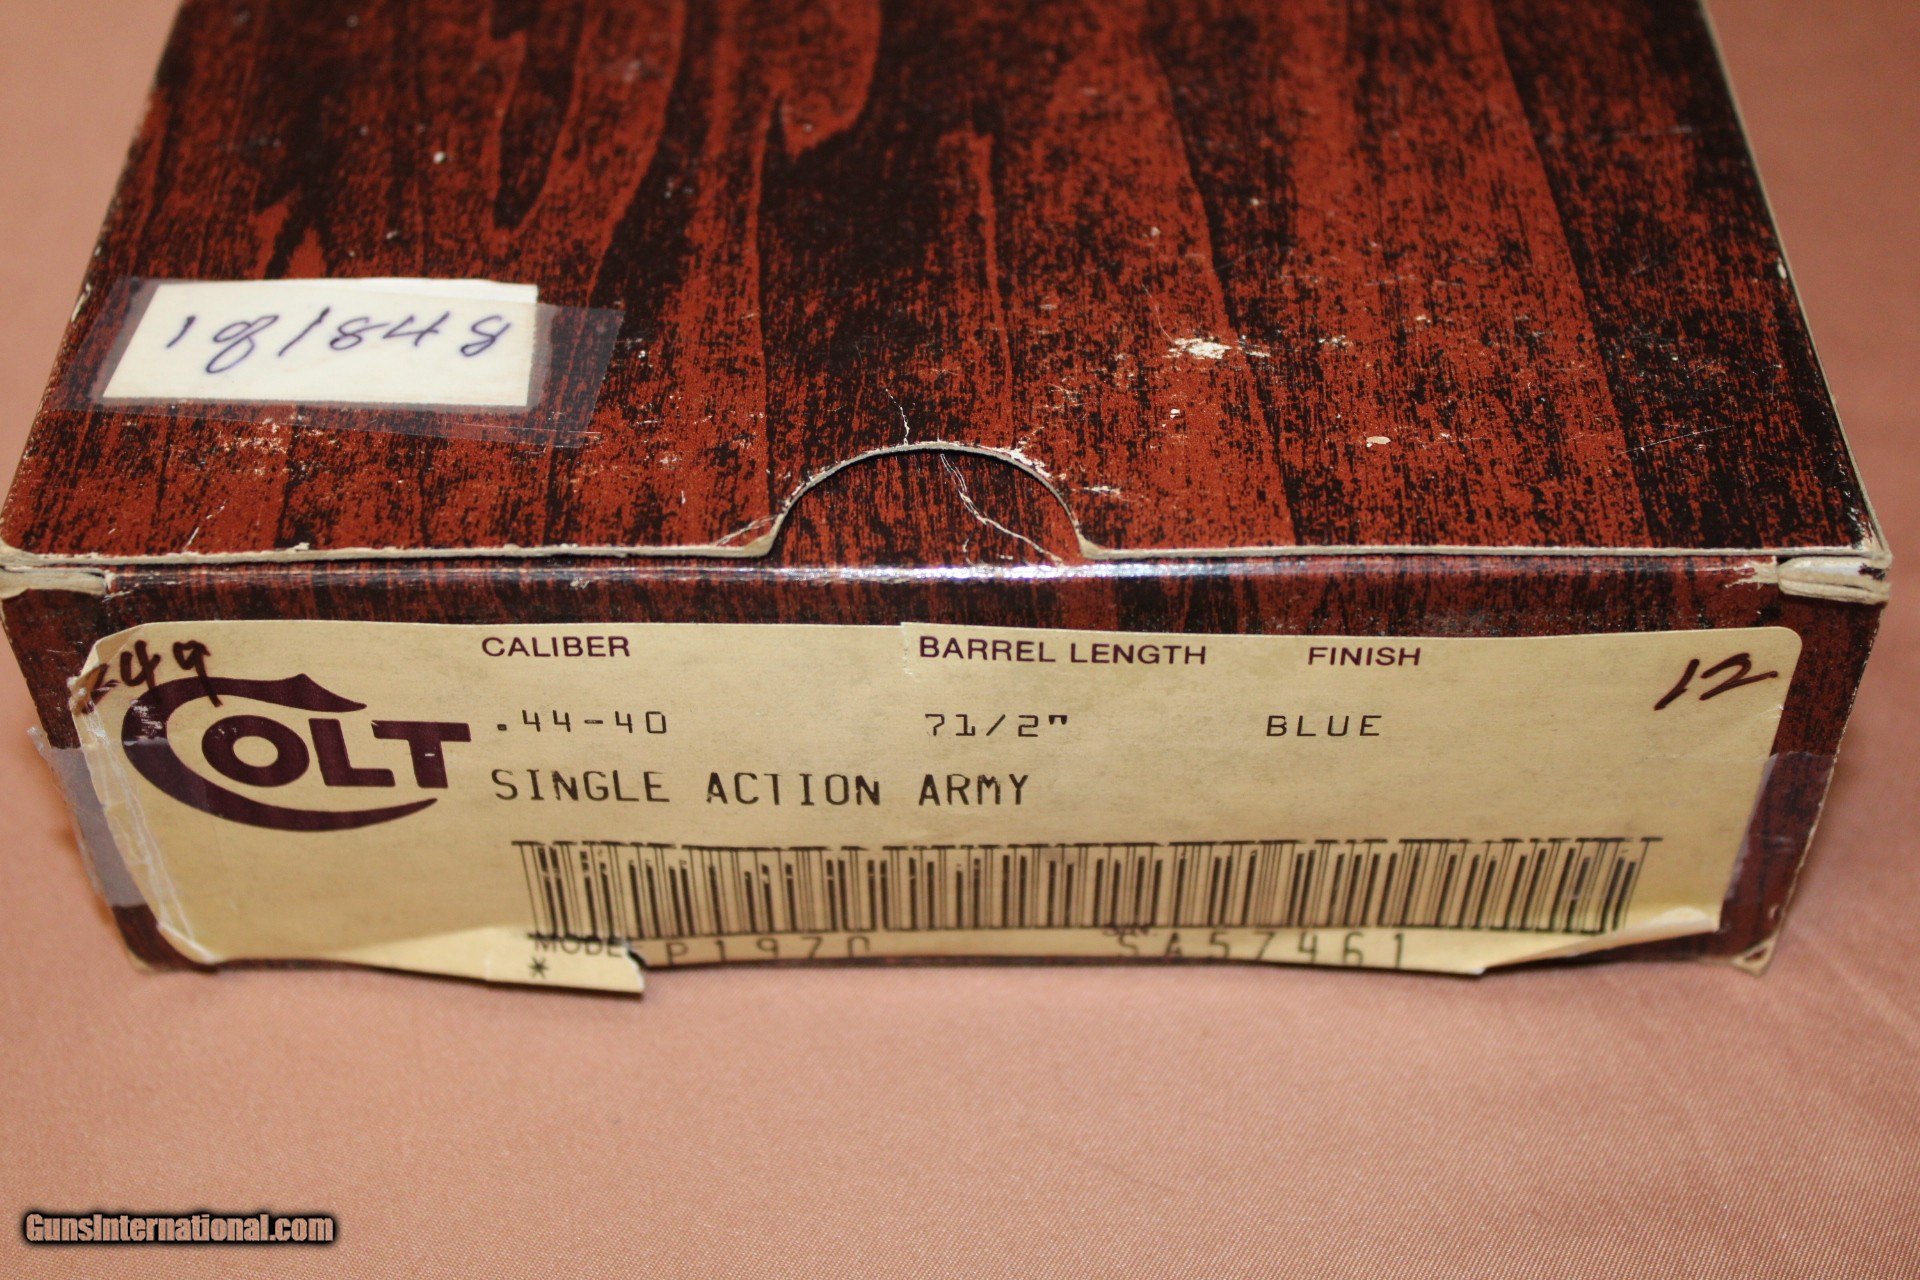 181848
349
COLT
CALIBER BARREL LENGTH FINISH
12
.44-40 71/2" BLUE
SINGLE ACTION ARMY
MODEL P1970 SA57461
*
GunsInternational.com